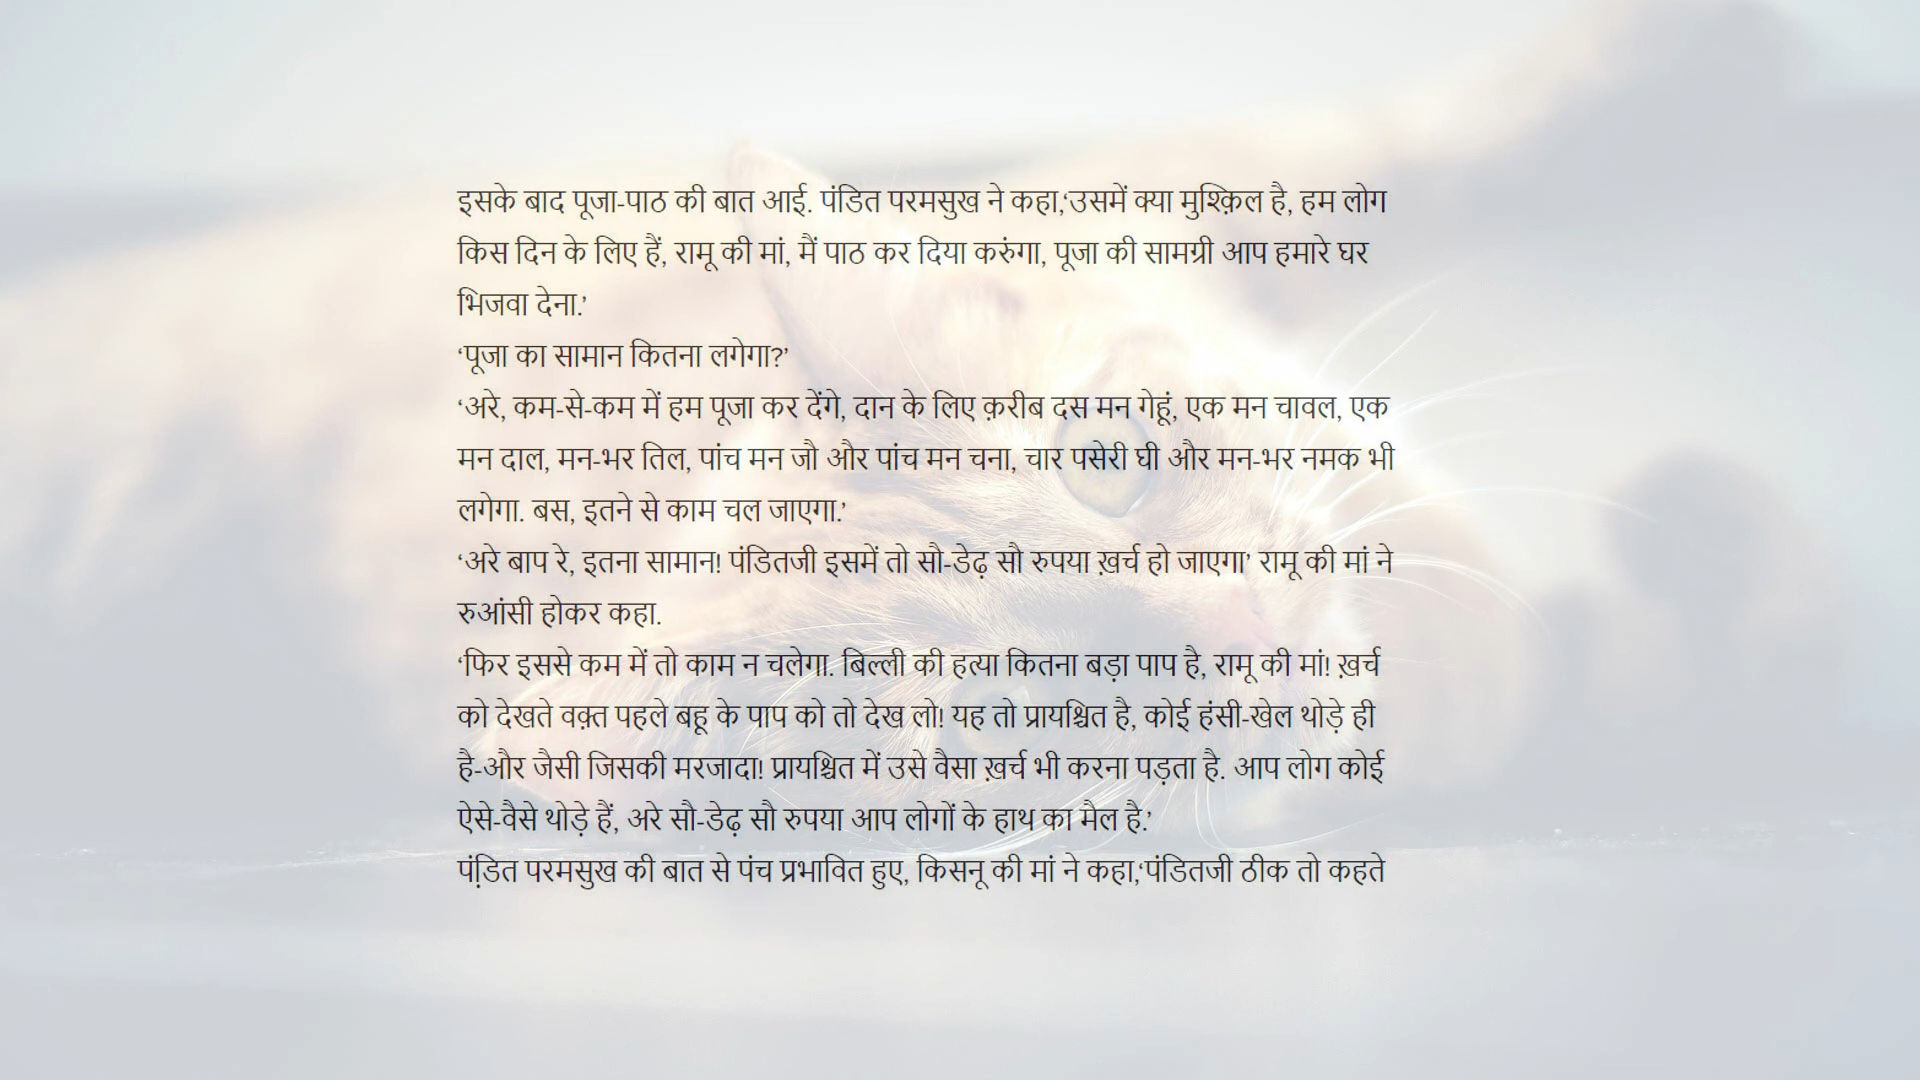 इसके बाद पूजा-पाठ की बात आई. पंडित परमसुख ने कहा,‘उसमें क्या मुश्क़िल है, हम लोग
किस दिन के लिए हैं, रामू की मां, मैं पाठ कर दिया करुंगा, पूजा की सामग्री आप हमारे घर
भिजवा देना.’
‘पूजा का सामान कितना लगेगा?’
‘अरे, कम-से-कम में हम पूजा कर देंगे, दान के लिए क़रीब दस मन गेहूं, एक मन चावल, एक
मन दाल, मन-भर तिल, पांच मन जौ और पांच मन चना, चार पसेरी घी और मन-भर नमक भी
लगेगा. बस, इतने से काम चल जाएगा.’
‘अरे बाप रे, इतना सामान! पंडितजी इसमें तो सौ-डेढ़ सौ रुपया ख़र्च हो जाएगा’ रामू की मां ने
रुआंसी होकर कहा.
‘फिर इससे कम में तो काम न चलेगा. बिल्ली की हत्या कितना बड़ा पाप है, रामू की मां! ख़र्च
को देखते वक़्त पहले बहू के पाप को तो देख लो! यह तो प्रायश्चित है, कोई हंसी-खेल थोड़े ही
है-और जैसी जिसकी मरजादा! प्रायश्चित में उसे वैसा ख़र्च भी करना पड़ता है. आप लोग कोई
ऐसे-वैसे थोड़े हैं, अरे सौ-डेढ़ सौ रुपया आप लोगों के हाथ का मैल है.’
पंड़ित परमसुख की बात से पंच प्रभावित हुए, किसनू की मां ने कहा,‘पंडितजी ठीक तो कहते